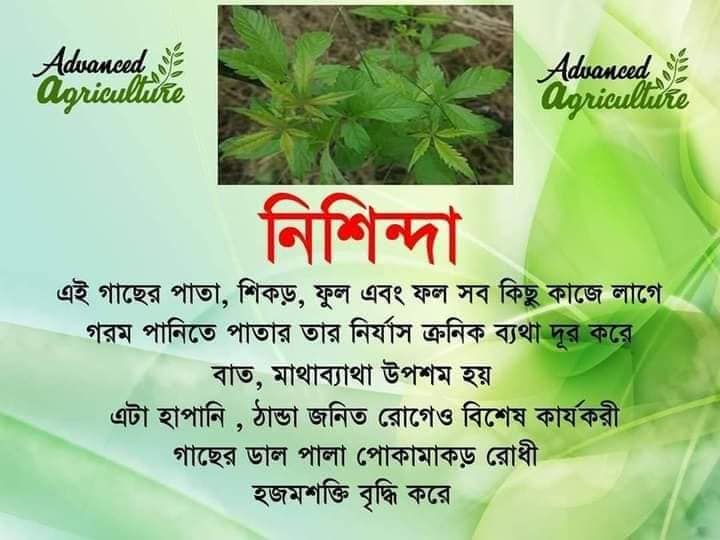 Advanced
Agriculture
Advanced
Agriculture
নিশিন্দা
এই গাছের পাতা, শিকড়, ফুল এবং ফল সব কিছু কাজে লাগে
গরম পানিতে পাতার তার নির্যাস ক্রনিক ব্যথা দূর করে
বাত, মাথাব্যাথা উপশম হয়
এটা হাপানি , ঠান্ডা জনিত রোগেও বিশেষ কার্যকরী
গাছের ডাল পালা পোকামাকড় রোধী
হজমশক্তি বৃদ্ধি করে